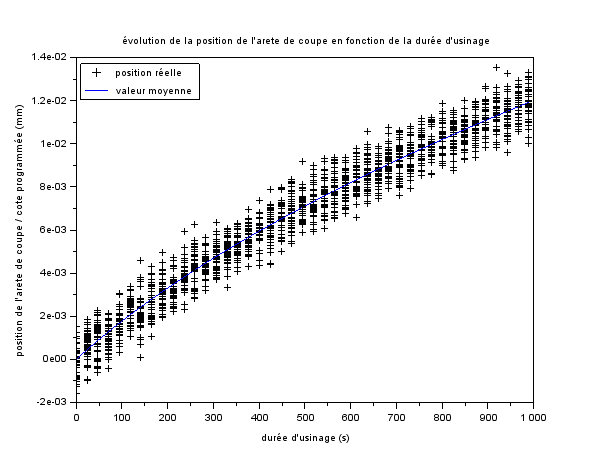 évolution de la position de l'arete de coupe en fonction de la durée d'usinage
1.4e-02
1.2e-02
1e-02
8e-03
6e-03
4e-03
2e-03
0e00
-2e-03
position réelle
valeur moyenne
position de l'arete de coupe / cote programmée (mm)
0 100 200 300 400 500 600 700 800 900 1 000
durée d'usinage (s)